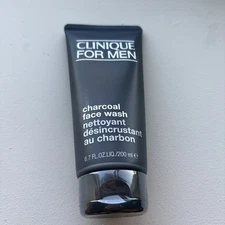 CLINIQUE
FOR MEN
charcoal
face wash
nettoyant
désincrustant
au charbon
6.7 FL.OZ.LIQ./200 ml ℮